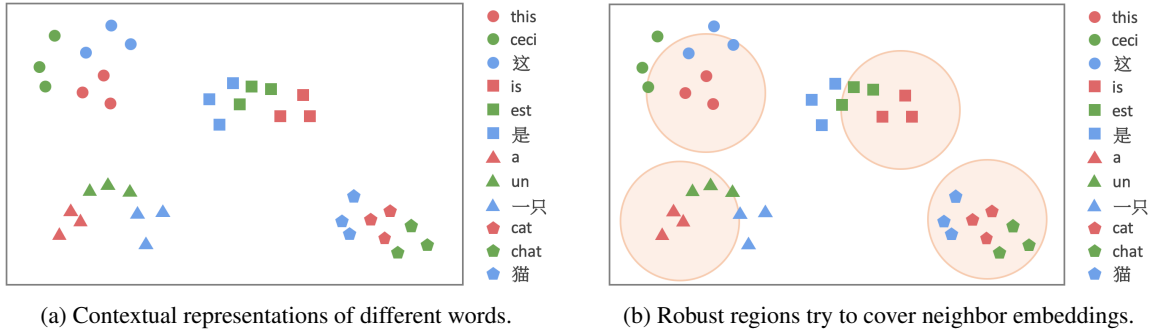 this
ceci
这
is
est
是
a
un
一只
cat
chat
猫
this
ceci
这
is
est
是
a
un
一只
cat
chat
猫
(a) Contextual representations of different words.
(b) Robust regions try to cover neighbor embeddings.